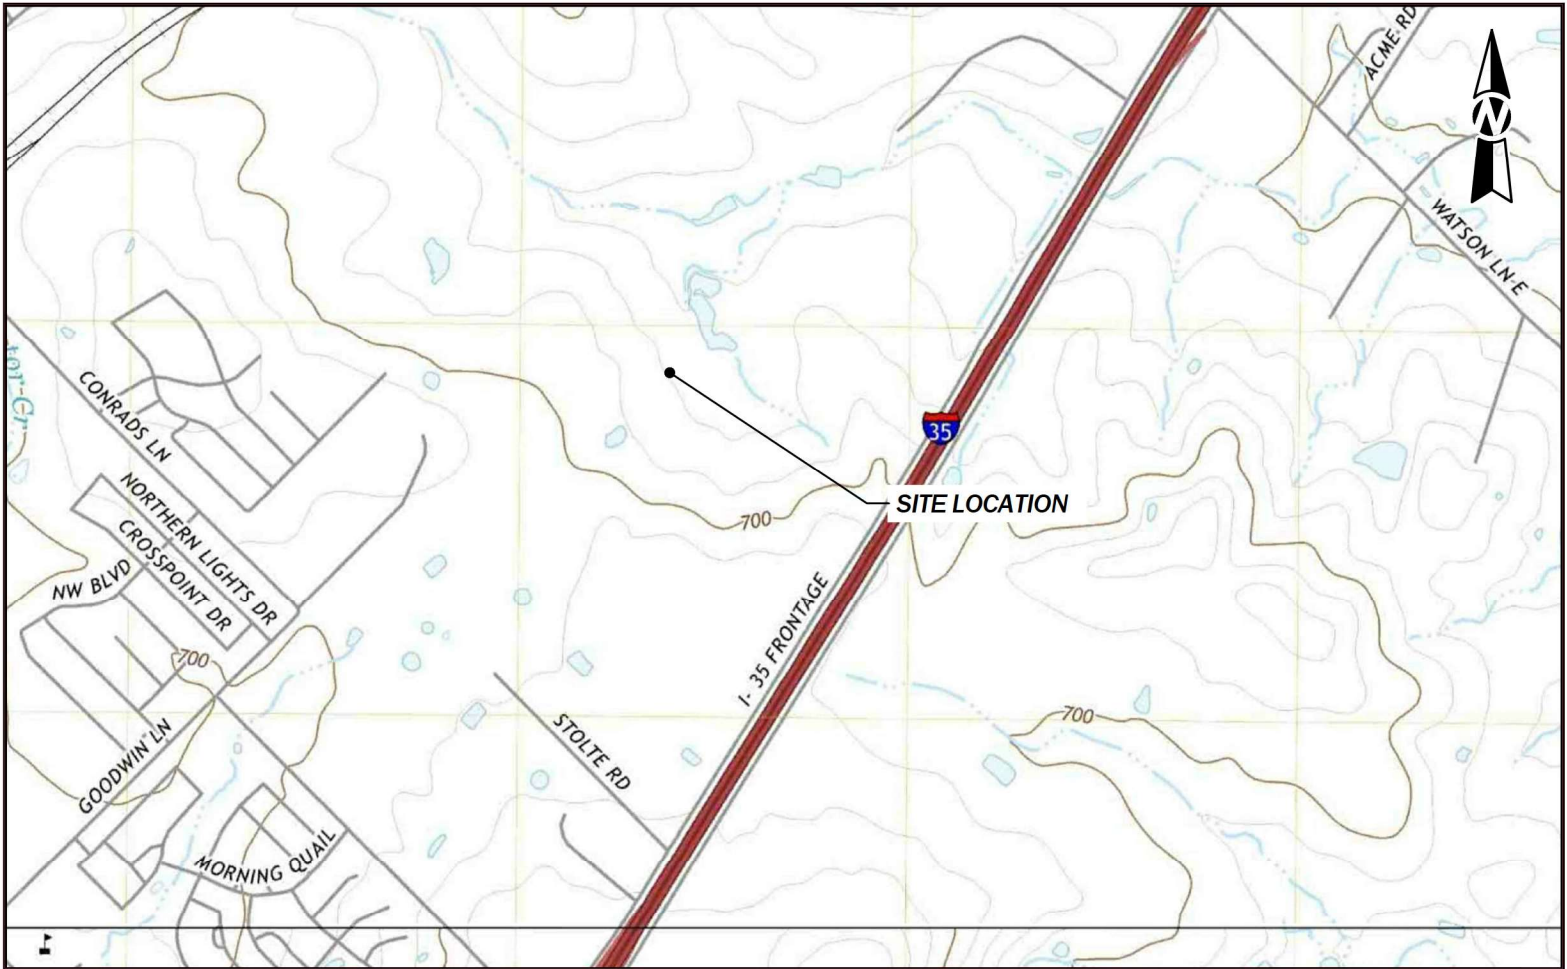 ACME RD
N
WATSON LN E
CONRADS LN
35
NORTHERN LIGHTS DR
SITE LOCATION
700
CROSSPOINT DR
NW BLVD
I- 35 FRONTAGE
700
700
STOLTE RD
GOODWIN LN
MORNING QUAIL